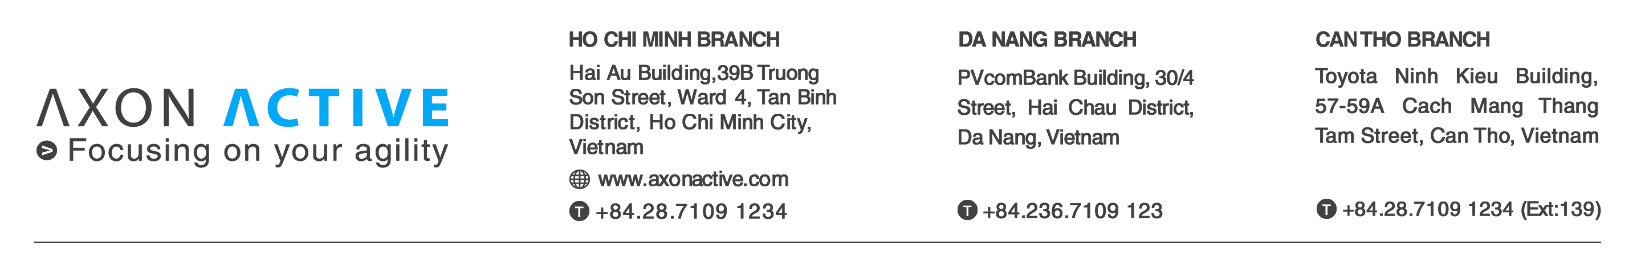 AXON ACTIVE
Focusing on your agility
HO CHI MINH BRANCH
Hai Au Building,39B Truong
Son Street, Ward 4, Tan Binh
District, Ho Chi Minh City,
Vietnam
www.axonactive.com
T +84.28.7109 1234
DA NANG BRANCH
PVcomBank Building, 30/4
Street, Hai Chau District,
Da Nang, Vietnam
T +84.236.7109 123
CAN THO BRANCH
Toyota Ninh Kieu Building,
57-59A Cach Mang Thang
Tam Street, Can Tho, Vietnam
T +84.28.7109 1234 (Ext:139)